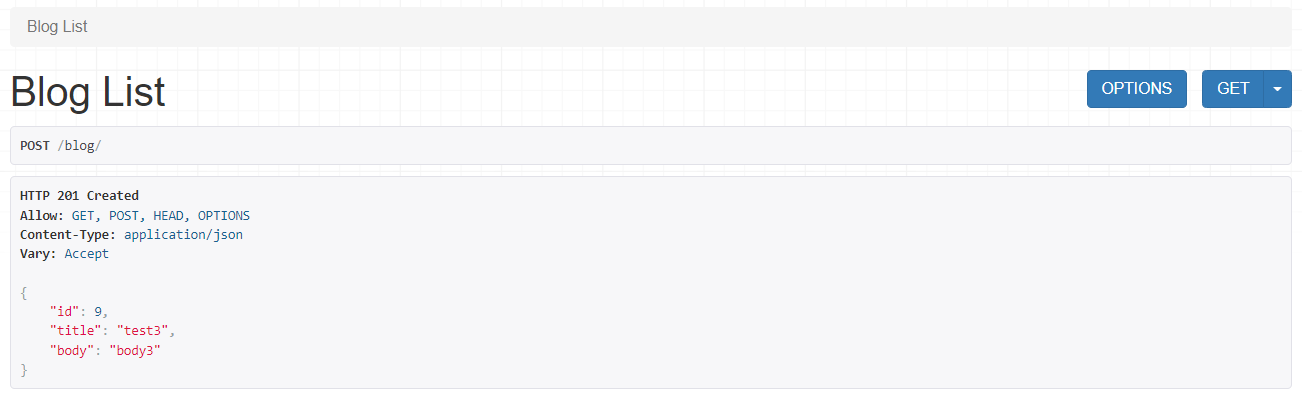 Blog List
Blog List
OPTIONS
GET
POST /blog/
HTTP 201 Created
Allow: GET, POST, HEAD, OPTIONS
Content-Type: application/json
Vary: Accept
{
    "id": 9,
    "title": "test3",
    "body": "body3"
}